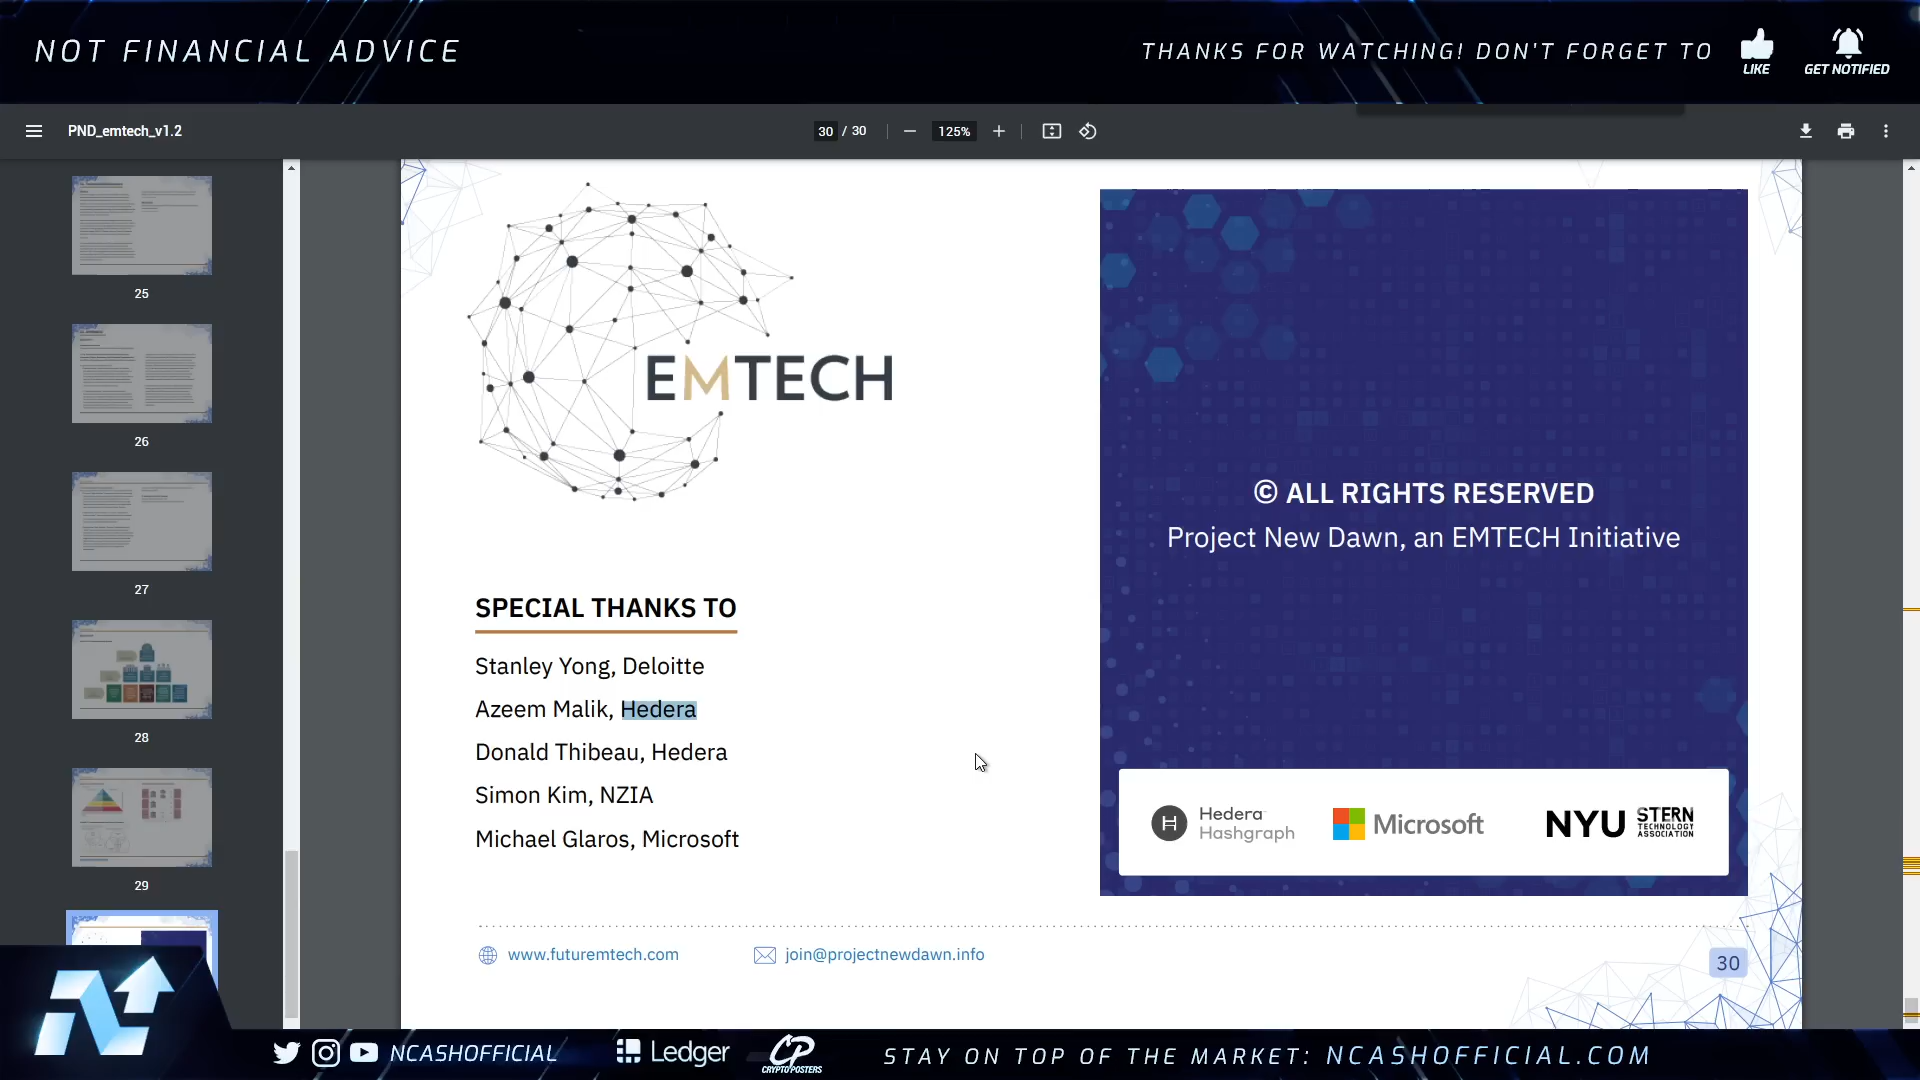 NOT FINANCIAL ADVICE
THANKS FOR WATCHING! DON'T FORGET TO
LIKE
GET NOTIFIED
PND_emtech_v1.2
30 / 30
125%
25
26
27
28
29
EMTECH
SPECIAL THANKS TO
Stanley Yong, Deloitte
Azeem Malik, Hedera
Donald Thibeau, Hedera
Simon Kim, NZIA
Michael Glaros, Microsoft
© ALL RIGHTS RESERVED
Project New Dawn, an EMTECH Initiative
H
Hedera
Hashgraph
Microsoft
NYU
STERN
TECHNOLOGY
ASSOCIATION
www.futuremtech.com
join@projectnewdawn.info
30
NCASHOFFICIAL
Ledger
CP
CRYPTOPOSTERS
STAY ON TOP OF THE MARKET: NCASHOFFICIAL.COM